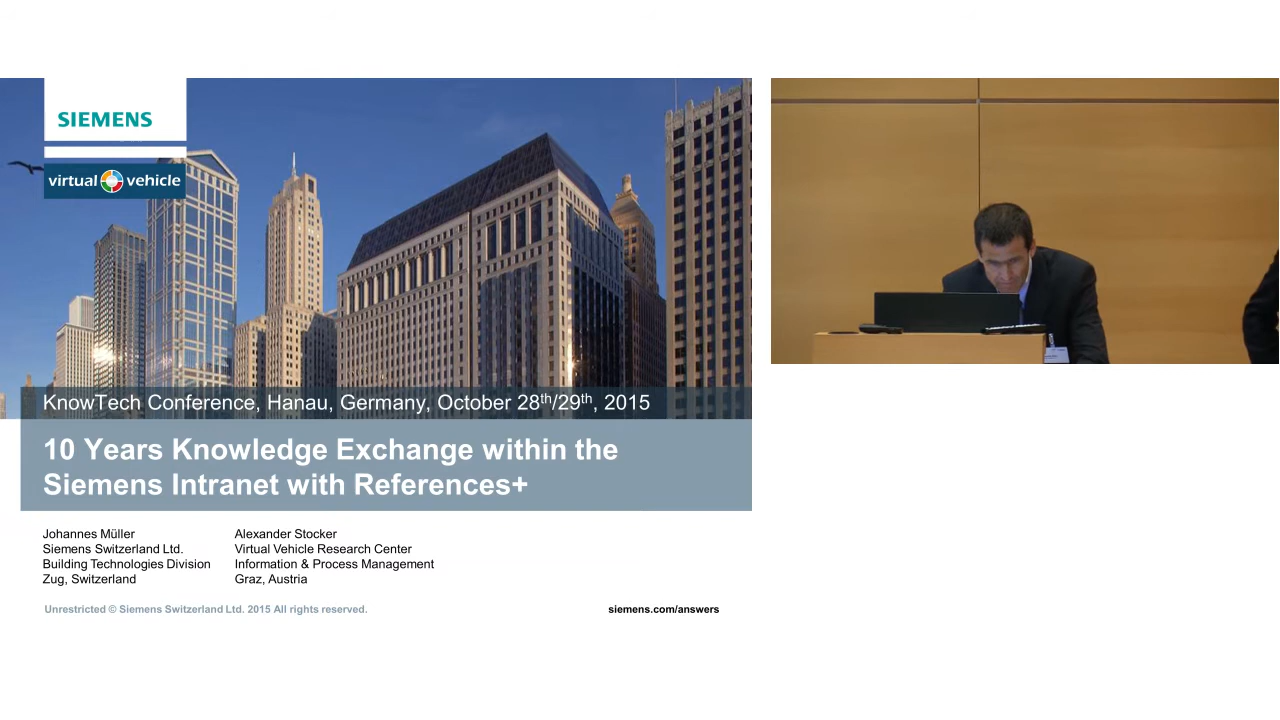 SIEMENS
virtual vehicle
KnowTech Conference, Hanau, Germany, October 28th/29th, 2015
10 Years Knowledge Exchange within the
Siemens Intranet with References+
Johannes Müller
Siemens Switzerland Ltd.
Building Technologies Division
Zug, Switzerland
Alexander Stocker
Virtual Vehicle Research Center
Information & Process Management
Graz, Austria
Unrestricted © Siemens Switzerland Ltd. 2015 All rights reserved.
siemens.com/answers